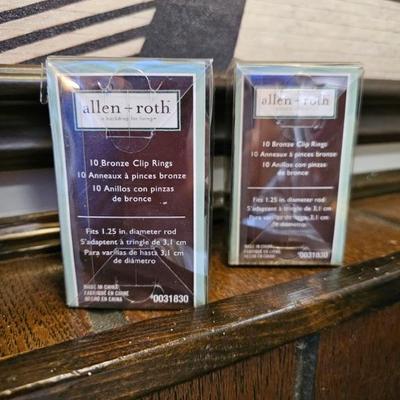 allen + roth
a backdrop for living™
10 Bronze Clip Rings
10 Anneaux à pinces bronze
10 Anillos con pinzas
de bronce
Fits 1.25 in. diameter rod
S'adaptent à tringle de 3,1 cm
Para varillas de hasta 3,1 cm
de diámetro
MADE IN CHINA
FABRIQUÉ EN CHINE
HECHO EN CHINA
0031830
allen + roth
10 Bronze Clip Rings
10 Anneaux à pinces bronze
10 Anillos con pinzas
de bronce
Fits 1.25 in. diameter rod
S'adaptent à tringle de 3,1 cm
Para varillas de hasta 3,1 cm
de diámetro
0031830